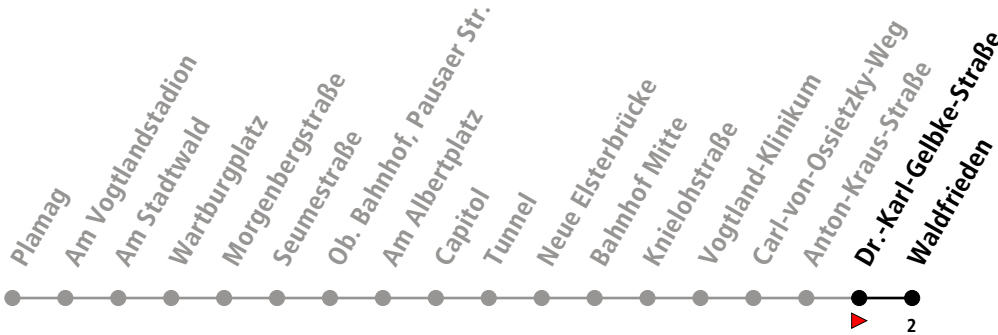 Plamag
Am Vogtlandstadion
Am Stadtwald
Wartburgplatz
Morgenbergstraße
Seumestraße
Ob. Bahnhof, Pausaer Str.
Am Albertplatz
Capitol
Tunnel
Neue Elsterbrücke
Bahnhof Mitte
Knielohstraße
Vogtland-Klinikum
Carl-von-Ossietzky-Weg
Anton-Kraus-Straße
Dr.-Karl-Gelbke-Straße
Waldfrieden
2